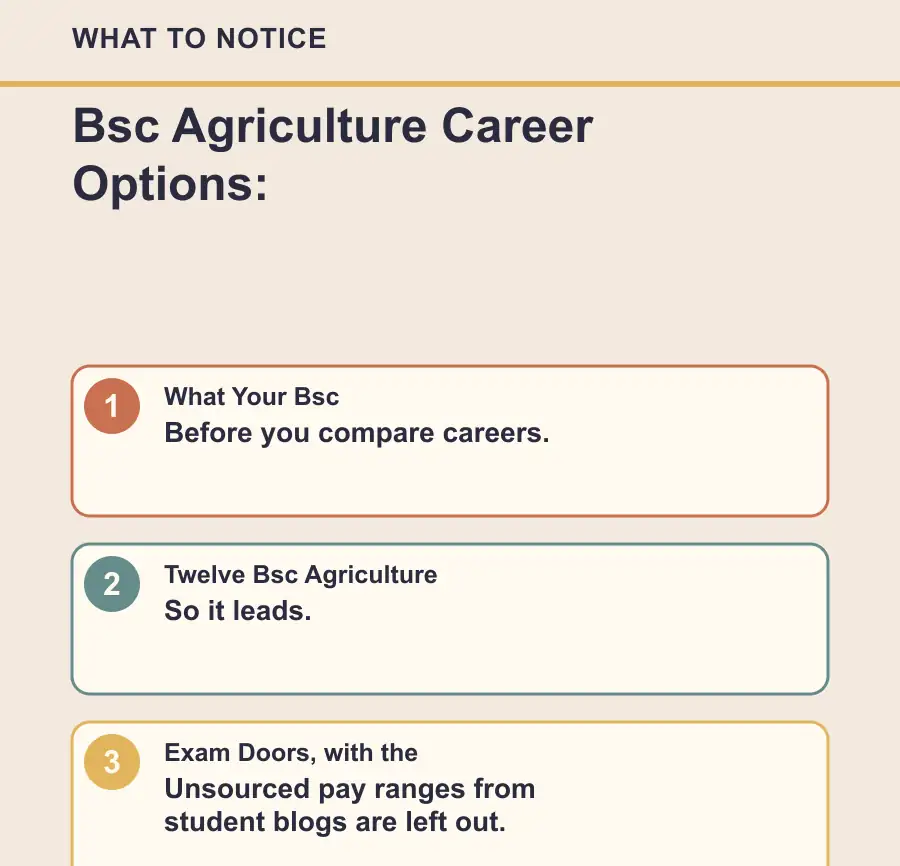 WHAT TO NOTICE
Bsc Agriculture Career
Options:
1
What Your Bsc
Before you compare careers.
2
Twelve Bsc Agriculture
So it leads.
3
Exam Doors, with the
Unsourced pay ranges from
student blogs are left out.